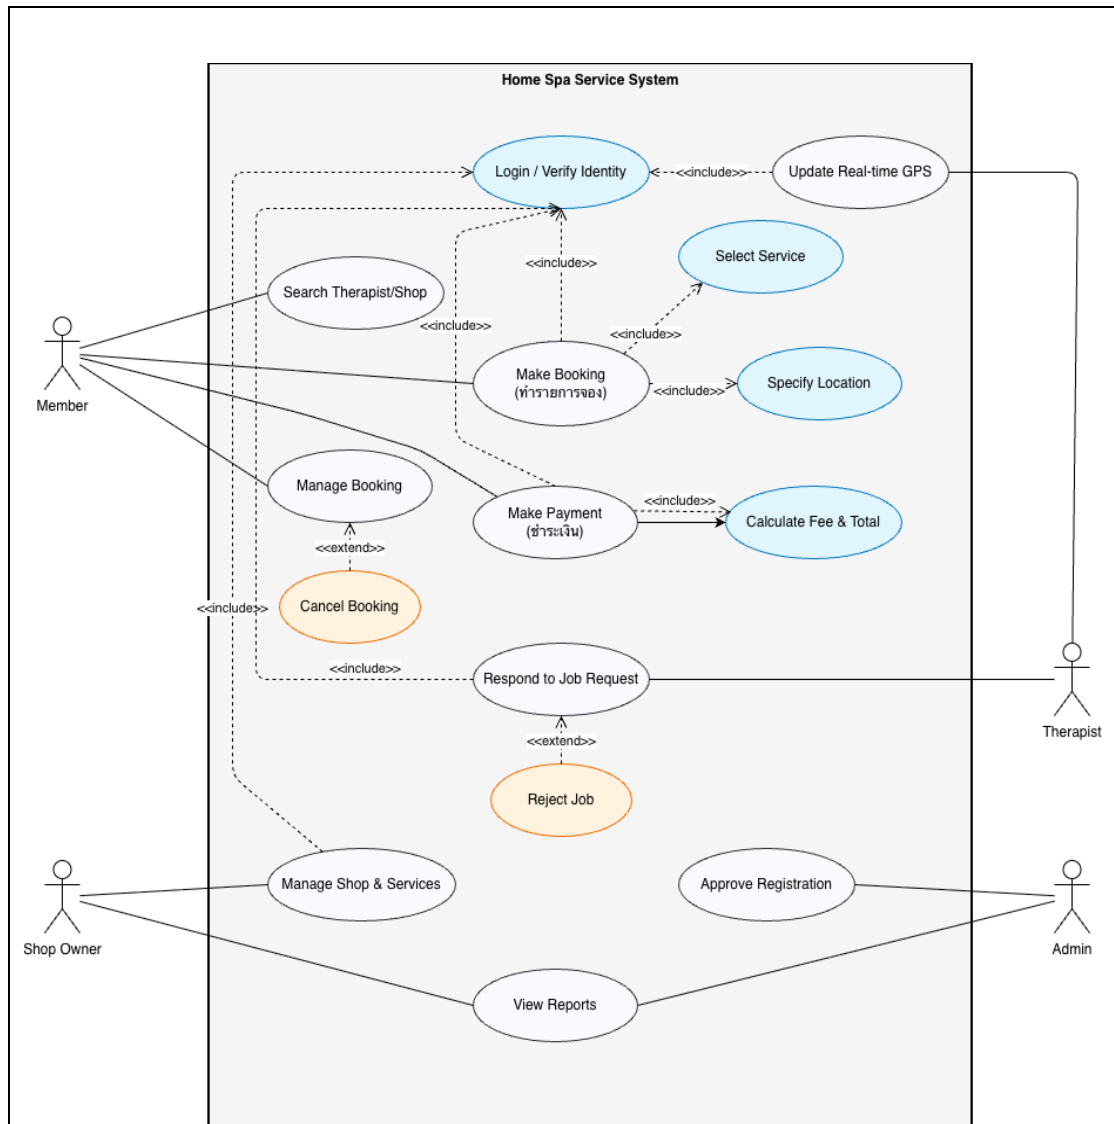 Home Spa Service System
Login / Verify Identity
<<include>>
Update Real-time GPS
Select Service
<<include>>
Search Therapist/Shop
<<include>>
<<include>>
Member
Make Booking
(ทำรายการจอง)
<<include>>
Specify Location
Manage Booking
Make Payment
(ชำระเงิน)
<<include>>
Calculate Fee & Total
<<extend>>
Cancel Booking
<<include>>
<<include>>
Respond to Job Request
Therapist
<<extend>>
Reject Job
Manage Shop & Services
Approve Registration
Shop Owner
Admin
View Reports